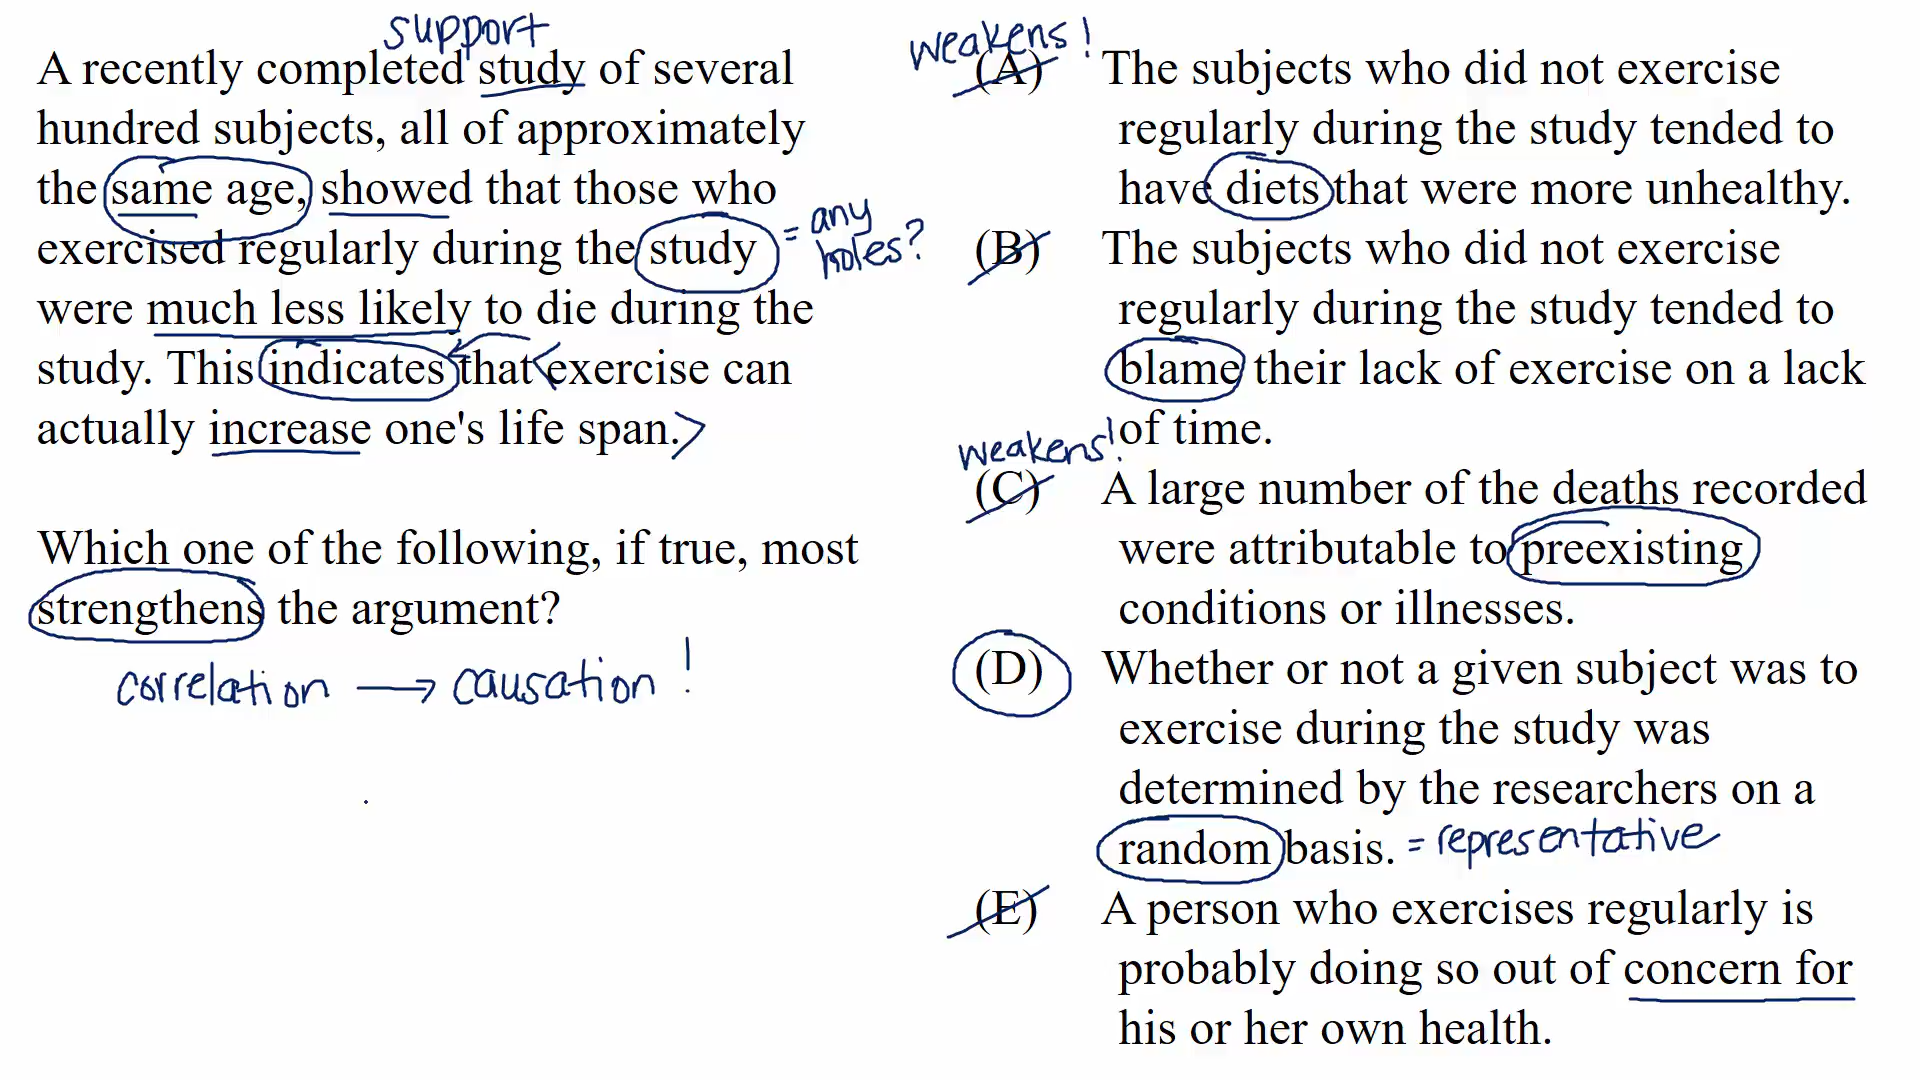 support
A recently completed study of several
hundred subjects, all of approximately
the same age, showed that those who
exercised regularly during the study
= any
holes?
were much less likely to die during the
study. This indicates that exercise can
actually increase one's life span.
Which one of the following, if true, most
strengthens the argument?
correlation → causation !
weakens!
(A) The subjects who did not exercise
regularly during the study tended to
have diets that were more unhealthy.
(B) The subjects who did not exercise
regularly during the study tended to
blame their lack of exercise on a lack
of time.
weakens!
(C) A large number of the deaths recorded
were attributable to preexisting
conditions or illnesses.
(D) Whether or not a given subject was to
exercise during the study was
determined by the researchers on a
random basis. = representative
(E) A person who exercises regularly is
probably doing so out of concern for
his or her own health.